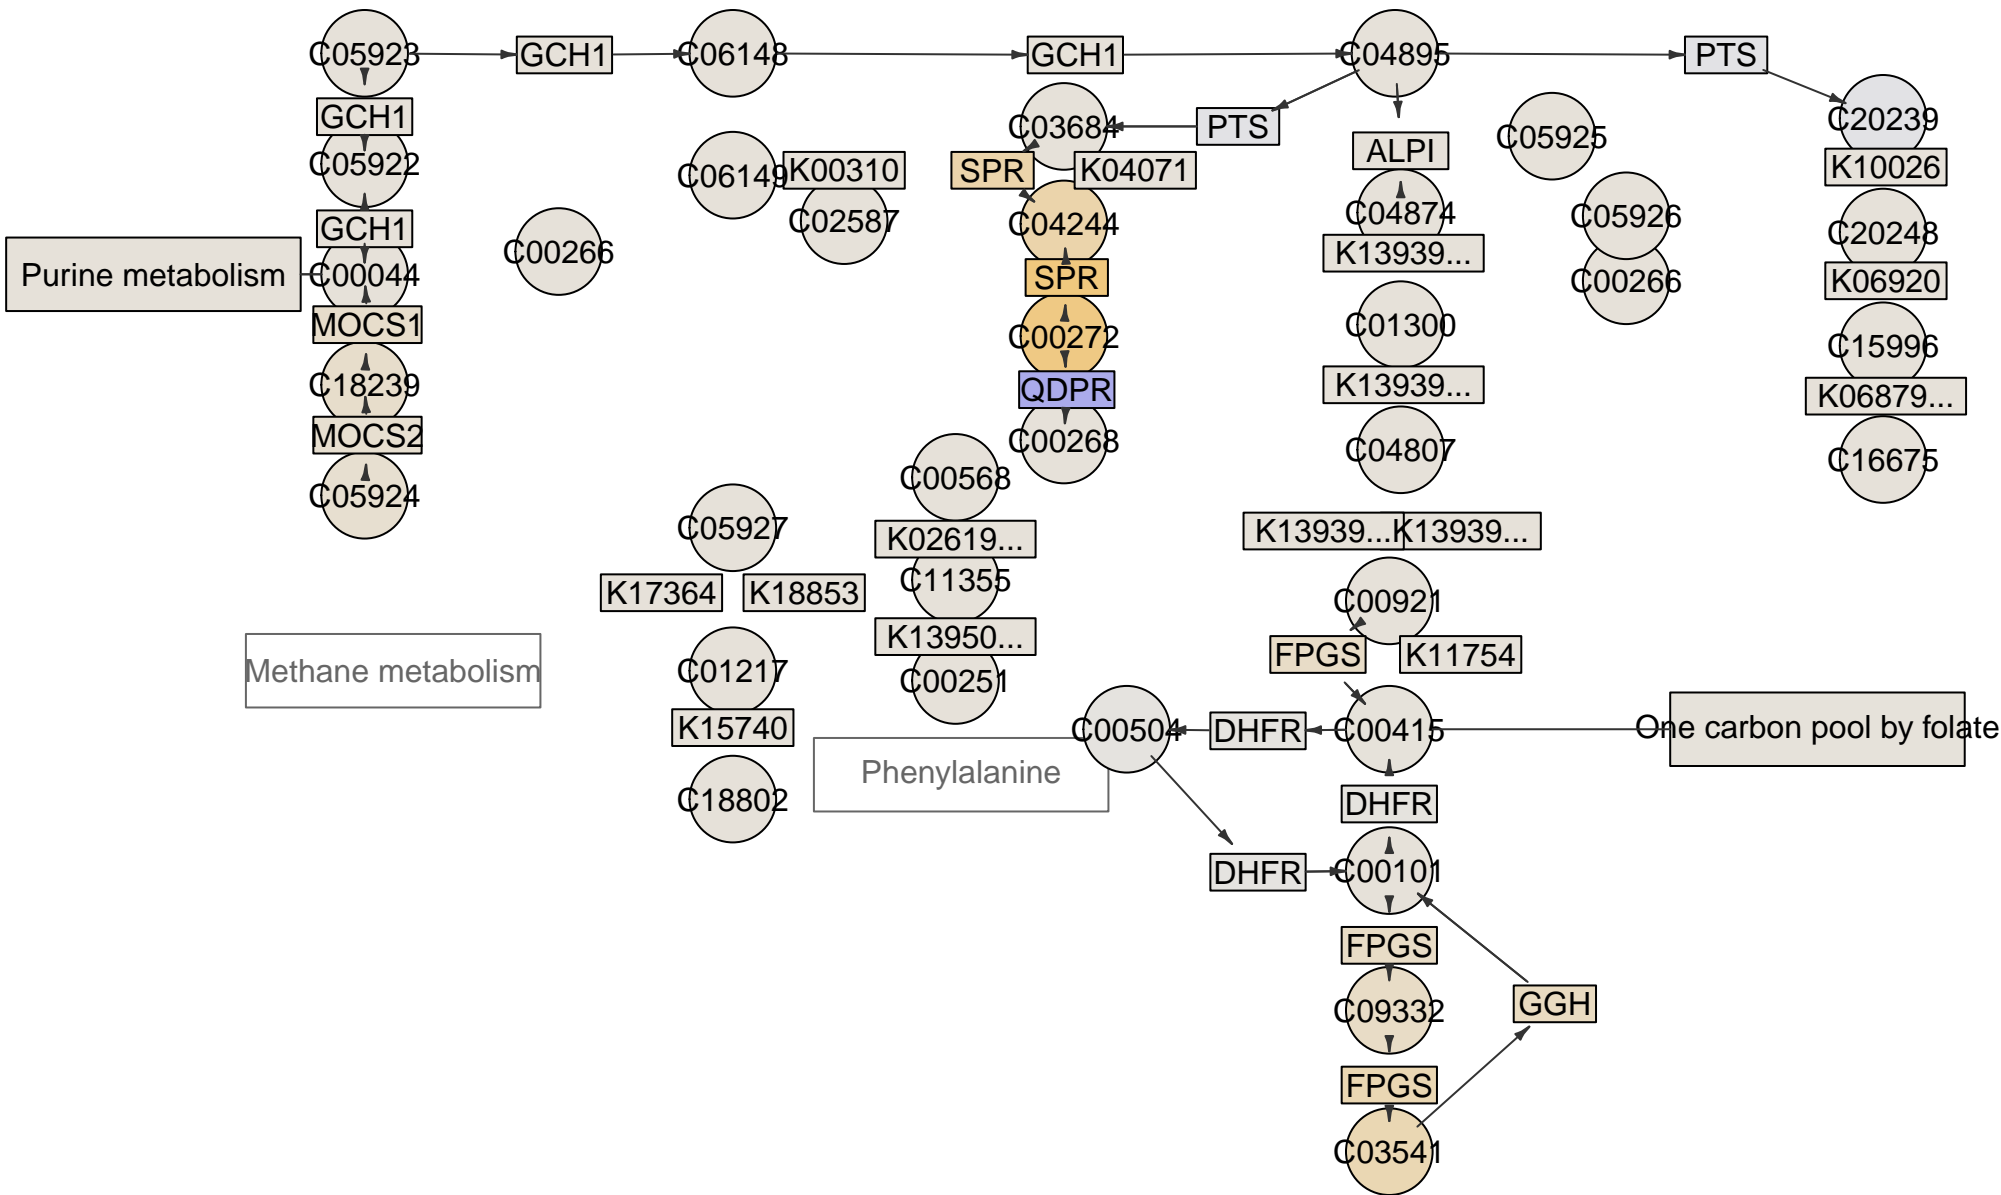 C05923
GCH1
C06148
GCH1
C04895
PTS
GCH1
C03684
PTS
C20239
C05922
C06149
K00310
SPR
K04071
ALPI
C05925
K10026
GCH1
C00266
C02587
C04244
C04874
C05926
C20248
Purine metabolism
C00044
SPR
K13939...
C00266
K06920
MOCS1
C00272
C01300
C15996
C18239
QDPR
K13939...
K06879...
MOCS2
C00268
C04807
C16675
C05924
C00568
C05927
K02619...
K13939...
K13939...
K17364
K18853
C11355
C00921
K13950...
FPGS
K11754
Methane metabolism
C01217
C00251
K15740
C00504
DHFR
C00415
One carbon pool by folate
Phenylalanine
C18802
DHFR
DHFR
C00101
FPGS
C09332
GGH
FPGS
C03541